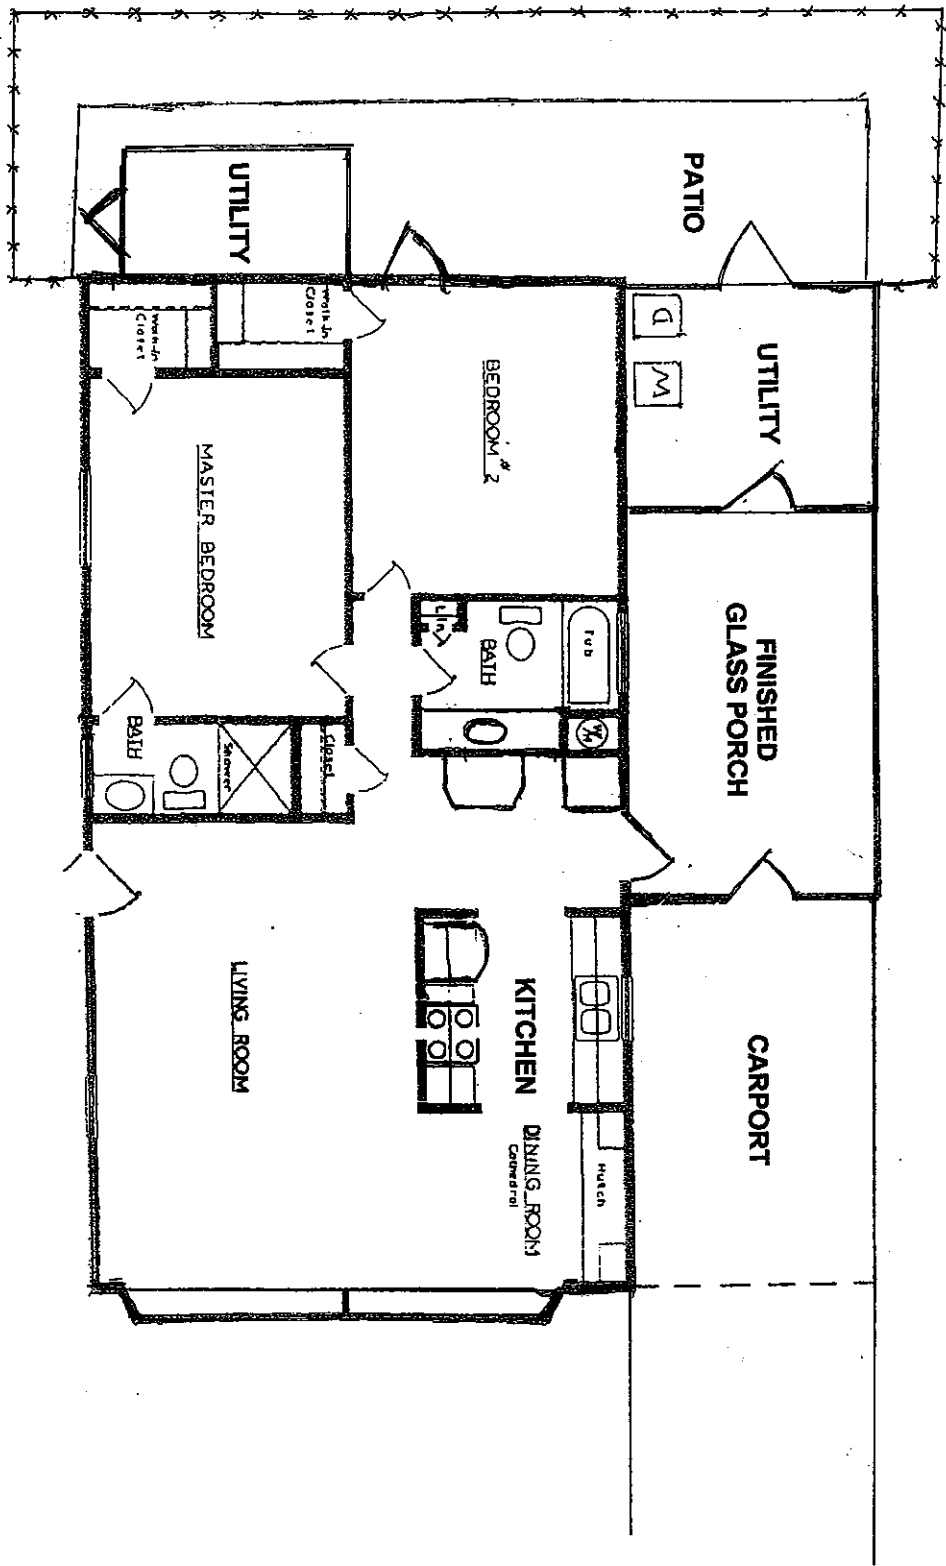 PATIO
UTILITY
D
W
UTILITY
Walk-In
Closet
Walk-In
Closet
BEDROOM #2
MASTER BEDROOM
FINISHED
GLASS PORCH
Lin
BATH
Tub
W/H
BATH
Shower
Closet
KITCHEN
LIVING ROOM
CARPORT
DINING ROOM
Cathedral
Hutch